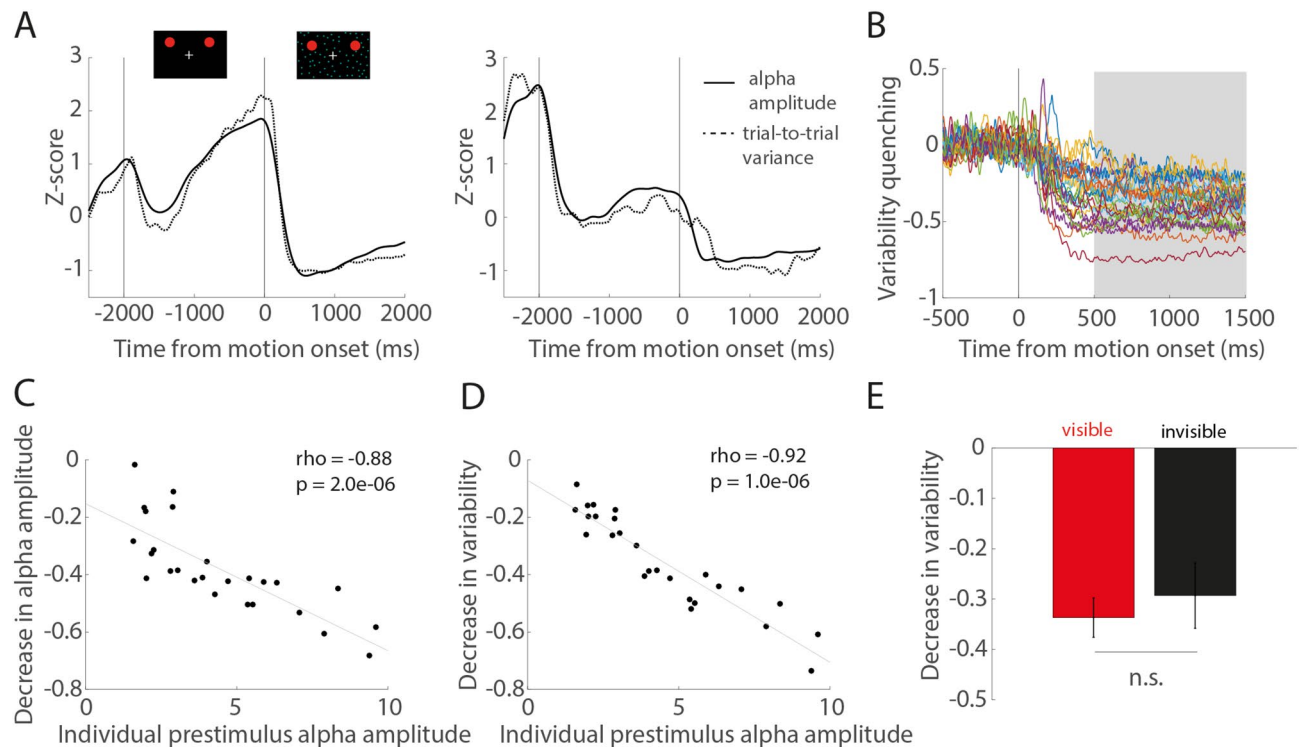 A
3
2
1
0
-1
Z-score
-2000
-1000
0
1000
2000
Time from motion onset (ms)
3
2
1
0
-1
Z-score
alpha
amplitude
trial-to-trial
variance
-2000
-1000
0
1000
2000
Time from motion onset (ms)
B
0.5
0
-0.5
-1
Variability quenching
-500
0
500
1000
1500
Time from motion onset (ms)
C
0
-0.2
-0.4
-0.6
-0.8
Decrease in alpha amplitude
rho = -0.88
p = 2.0e-06
0
5
10
Individual prestimulus alpha amplitude
D
0
-0.2
-0.4
-0.6
-0.8
Decrease in variability
rho = -0.92
p = 1.0e-06
0
5
10
Individual prestimulus alpha amplitude
E
visible
invisible
0
-0.1
-0.2
-0.3
-0.4
-0.5
Decrease in variability
n.s.